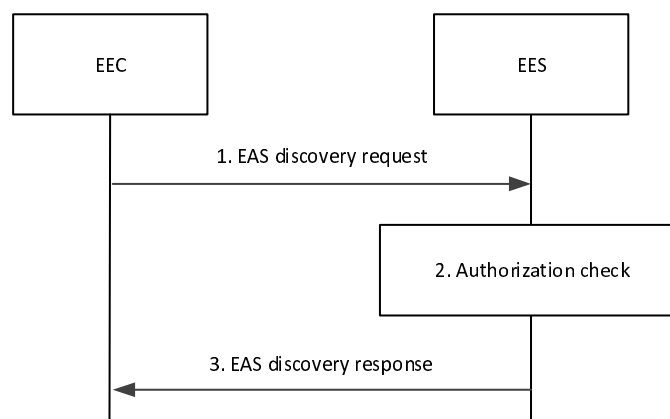 EEC
EES
1. EAS discovery request
2. Authorization check
3. EAS discovery response